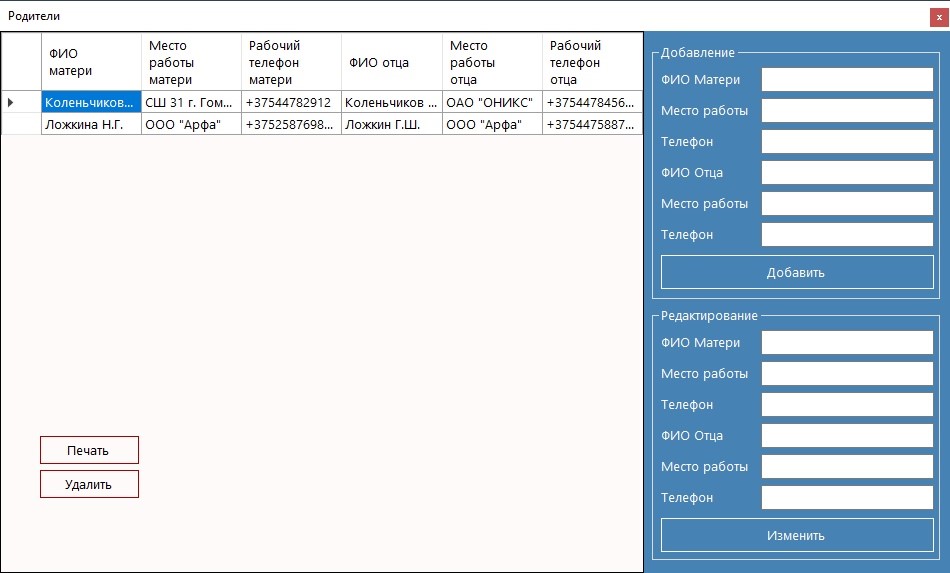 Родители
x
ФИО матери
Место работы матери
Рабочий телефон матери
ФИО отца
Место работы отца
Рабочий телефон отца
Коленьчиков... СШ 31 г. Гом... +37544782912 Коленьчиков ... ОАО "ОНИКС" +3754478456...
Ложкина Н.Г. ООО "Арфа" +3752587698... Ложкин Г.Ш. ООО "Арфа" +3754475887...
Печать
Удалить
Добавление
ФИО Матери
Место работы
Телефон
ФИО Отца
Место работы
Телефон
Добавить
Редактирование
ФИО Матери
Место работы
Телефон
ФИО Отца
Место работы
Телефон
Изменить